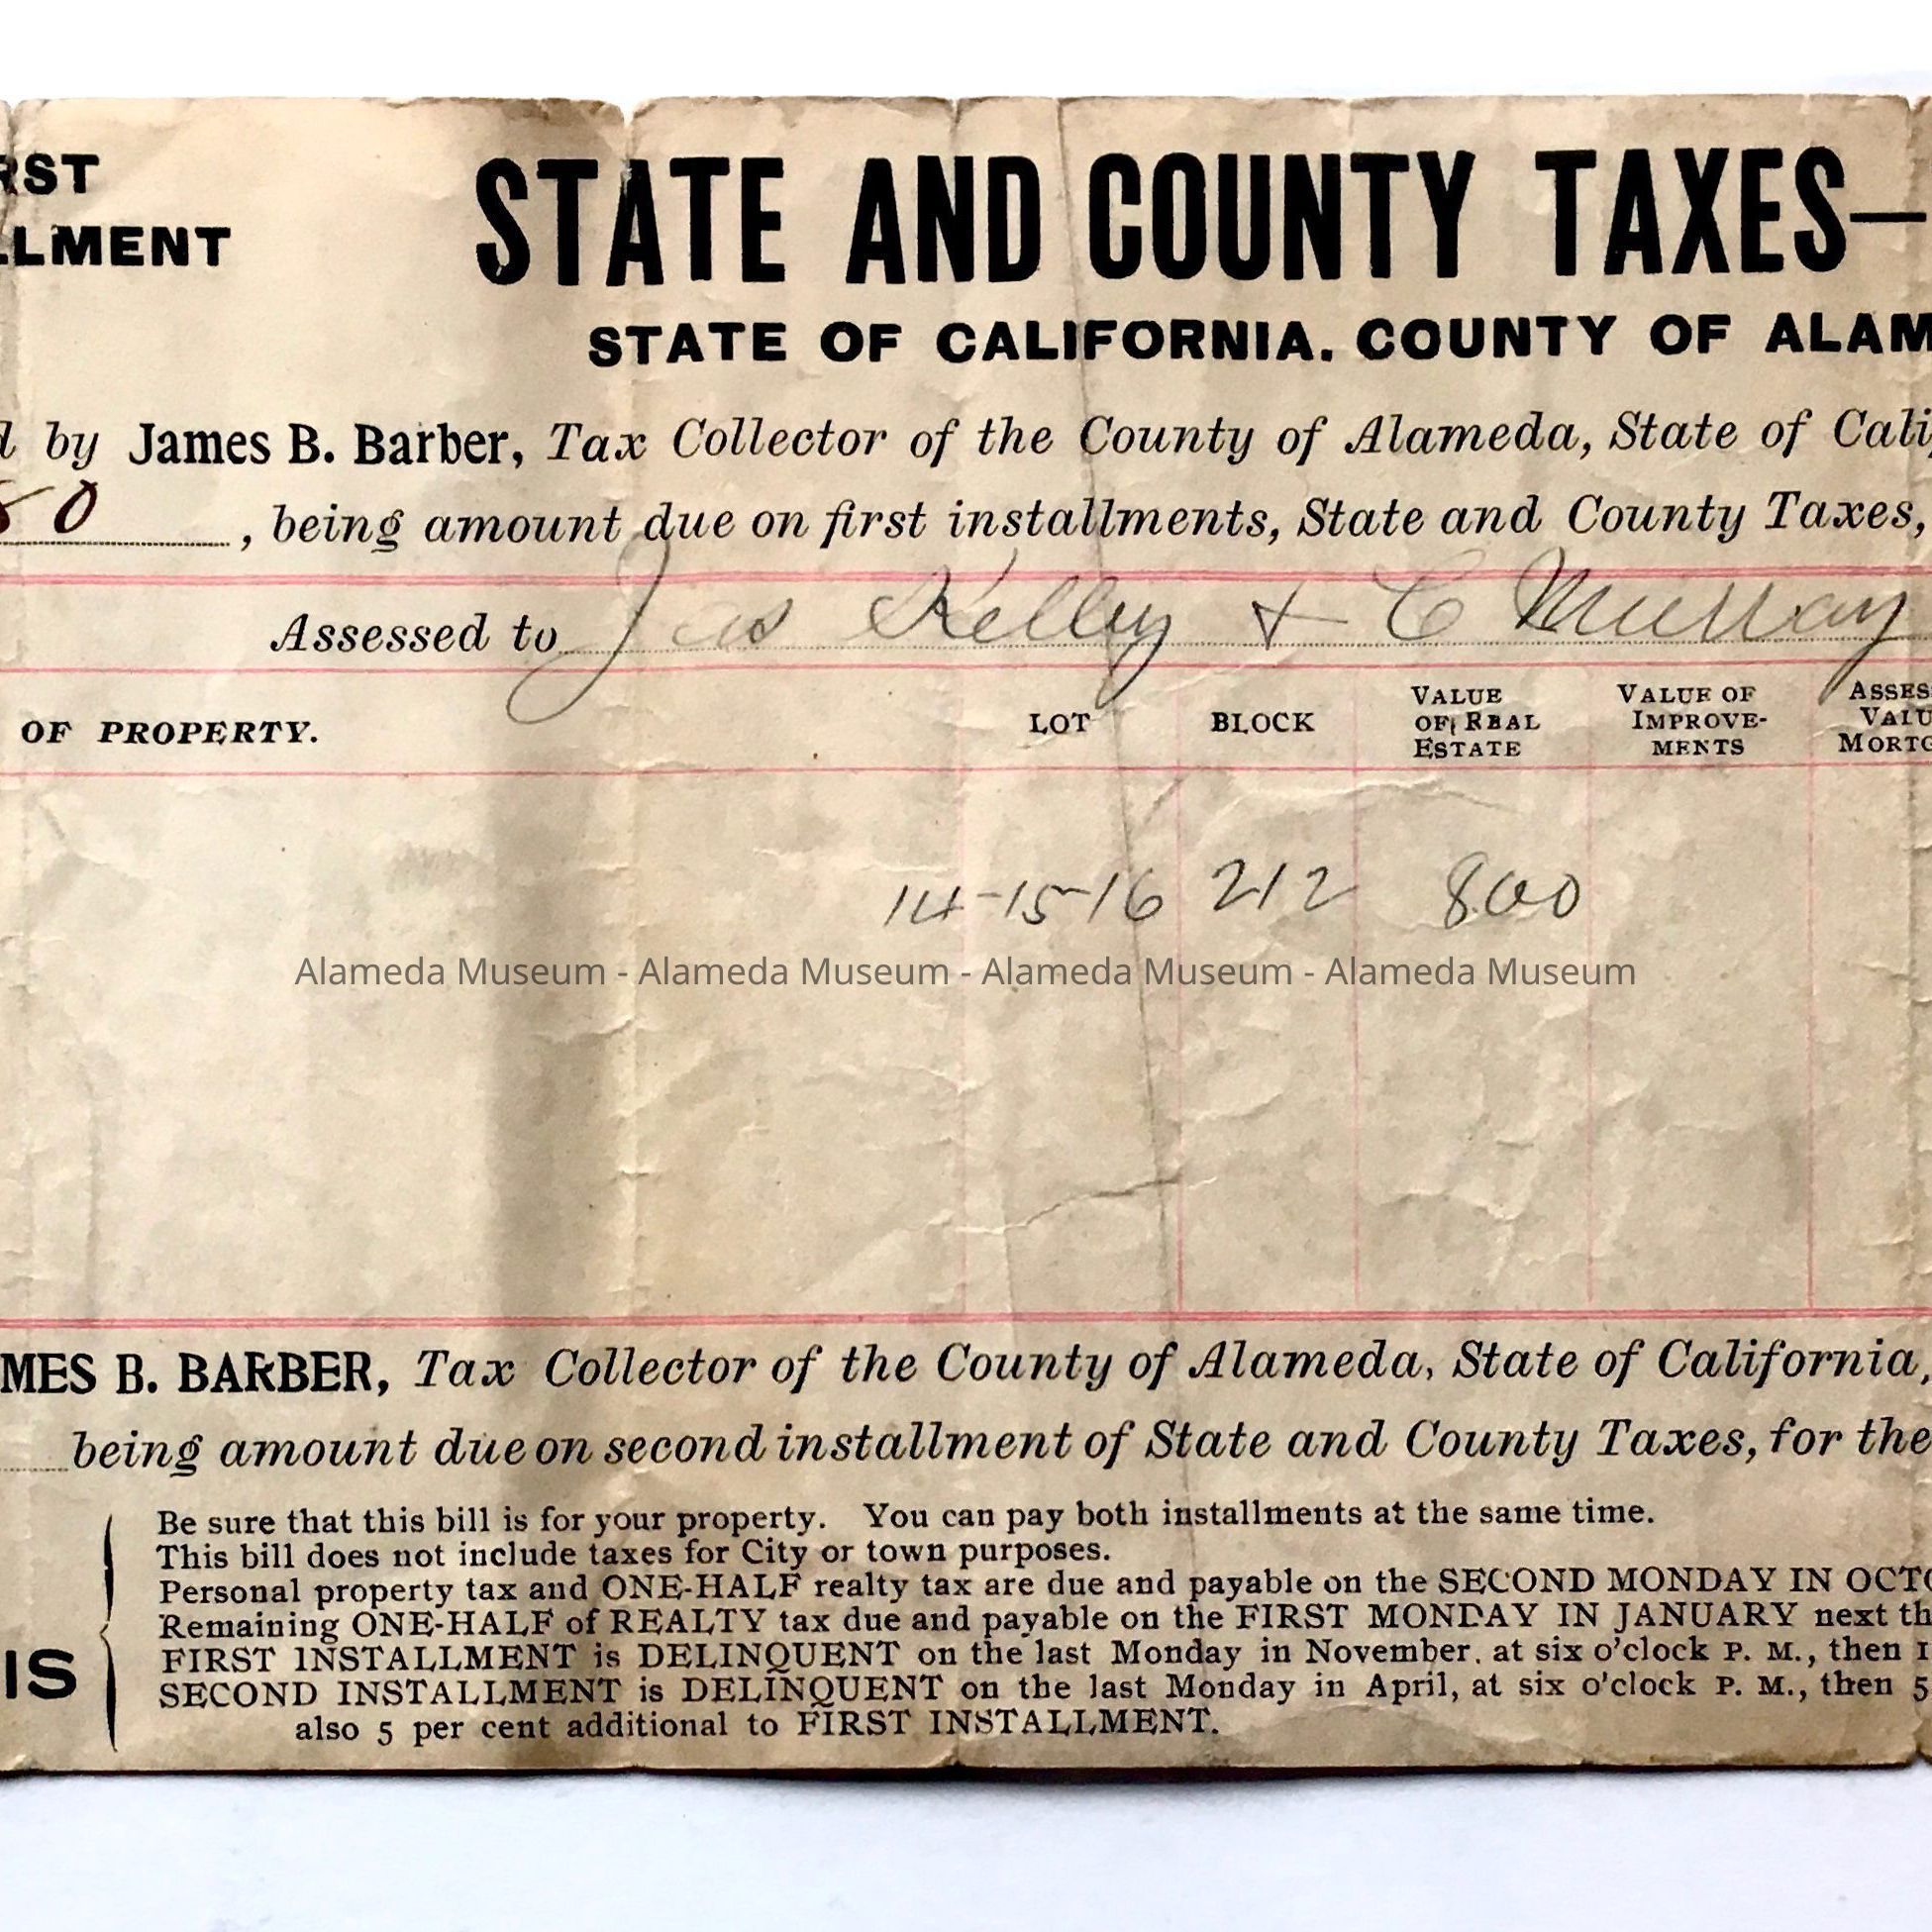 RST
LLMENT
STATE AND COUNTY TAXES—
STATE OF CALIFORNIA. COUNTY OF ALAM
d by James B. Barber, Tax Collector of the County of Alameda, State of Cali
80 , being amount due on first installments, State and County Taxes,
Assessed to Jas Kelley & C Murray
OF PROPERTY. LOT BLOCK VALUE OF REAL ESTATE VALUE OF IMPROVE-MENTS ASSES VALU MORTG
14-15-16 212 800
Alameda Museum - Alameda Museum - Alameda Museum - Alameda Museum
MES B. BARBER, Tax Collector of the County of Alameda, State of California,
being amount due on second installment of State and County Taxes, for the
Be sure that this bill is for your property. You can pay both installments at the same time.
This bill does not include taxes for City or town purposes.
Personal property tax and ONE-HALF realty tax are due and payable on the SECOND MONDAY IN OCTO
Remaining ONE-HALF of REALTY tax due and payable on the FIRST MONDAY IN JANUARY next th
IS FIRST INSTALLMENT is DELINQUENT on the last Monday in November, at six o'clock P. M., then 1
SECOND INSTALLMENT is DELINQUENT on the last Monday in April, at six o'clock P. M., then 5
also 5 per cent additional to FIRST INSTALLMENT.